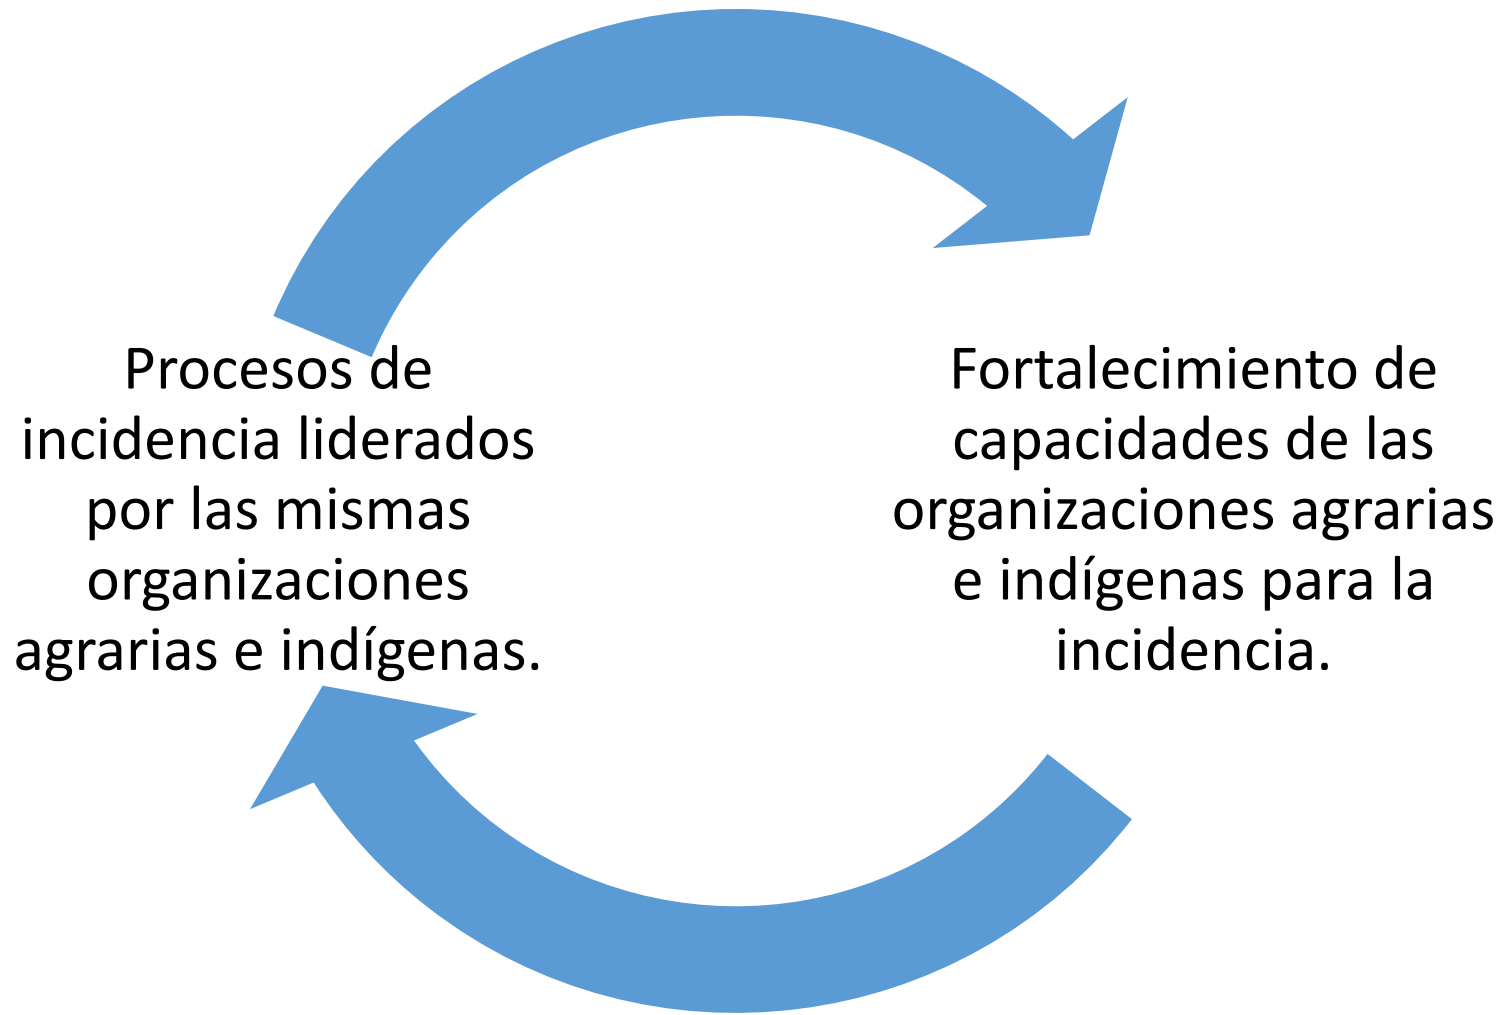 Procesos de
incidencia liderados
por las mismas
organizaciones
agrarias e indígenas.
Fortalecimiento de
capacidades de las
organizaciones agrarias
e indígenas para la
incidencia.